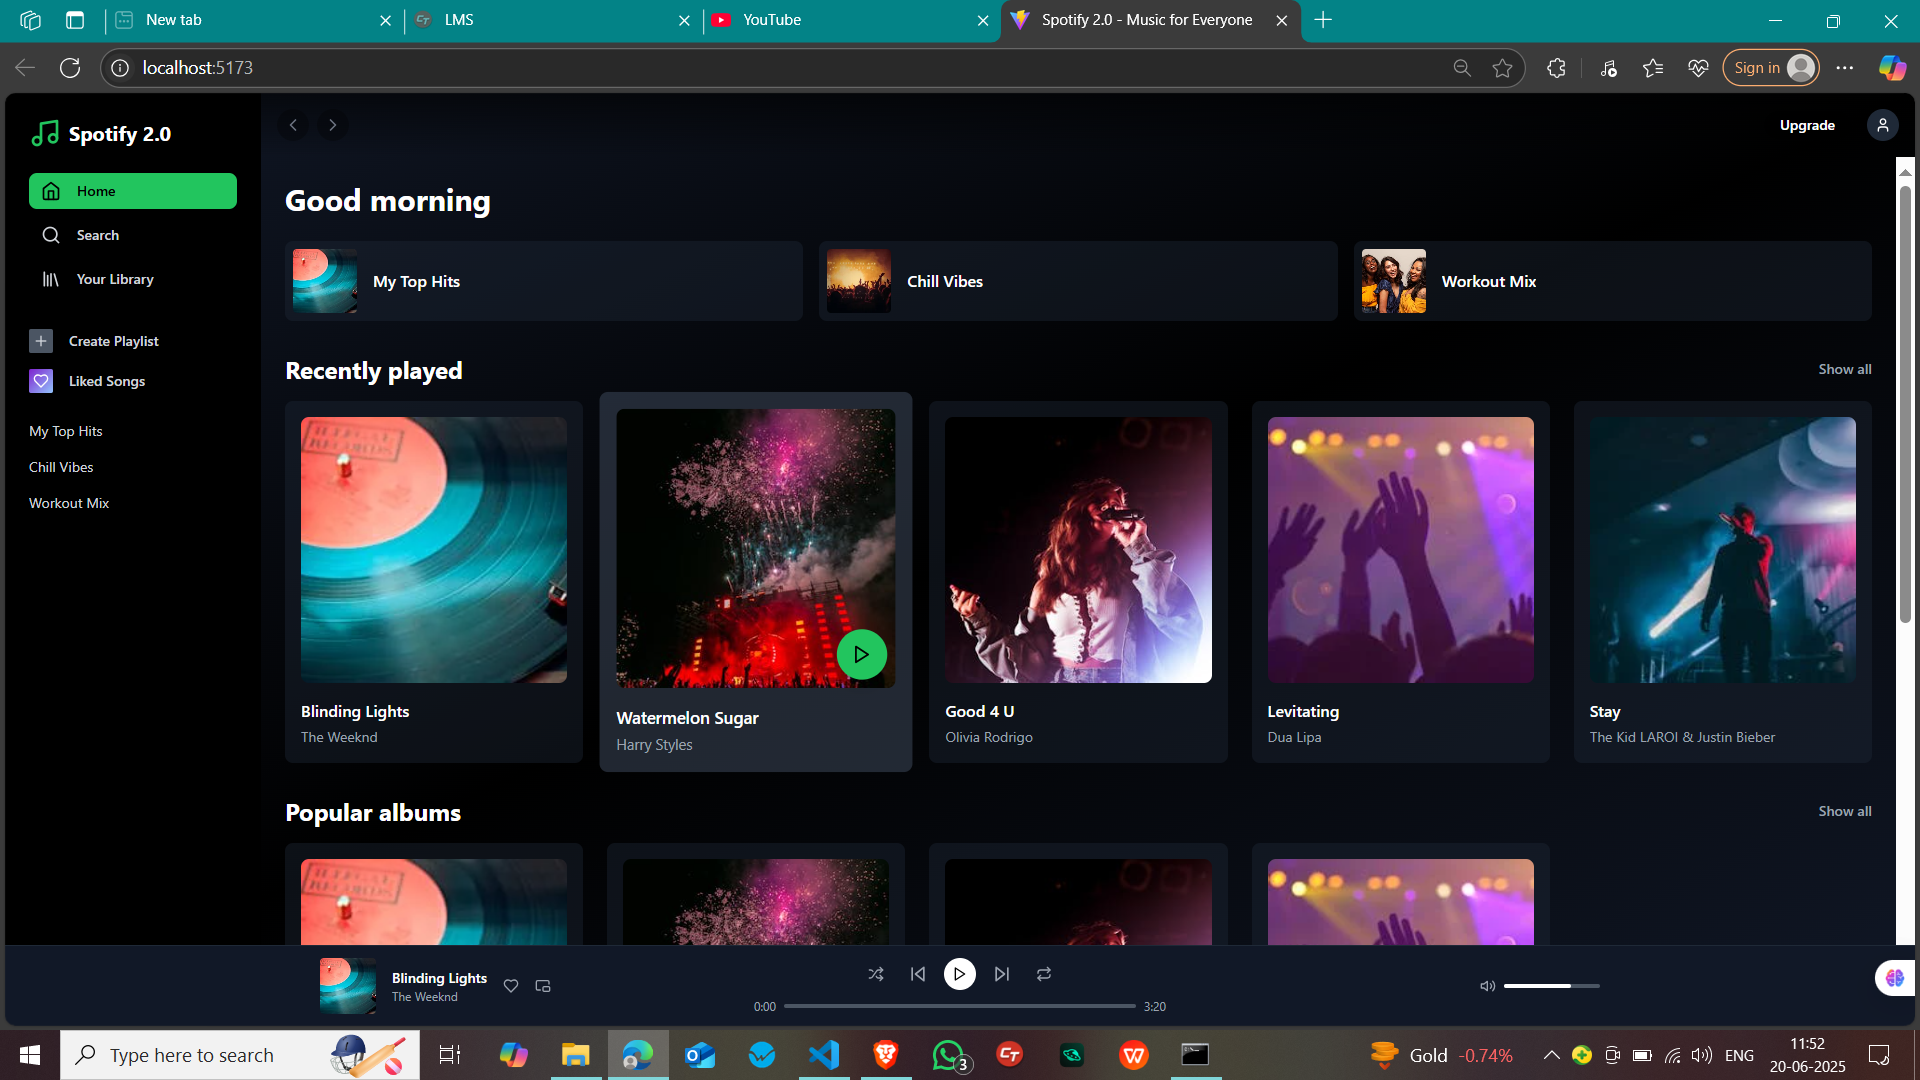 New tab
LMS
YouTube
Spotify 2.0 - Music for Everyone
localhost:5173
Sign in
Spotify 2.0
Upgrade
Home
Search
Your Library
Create Playlist
Liked Songs
My Top Hits
Chill Vibes
Workout Mix
Good morning
My Top Hits
Chill Vibes
Workout Mix
Recently played
Show all
Blinding Lights
The Weeknd
Watermelon Sugar
Harry Styles
Good 4 U
Olivia Rodrigo
Levitating
Dua Lipa
Stay
The Kid LAROI & Justin Bieber
Popular albums
Show all
Blinding Lights
The Weeknd
0:00
3:20
Type here to search
3
Gold -0.74%
ENG
11:52
20-06-2025